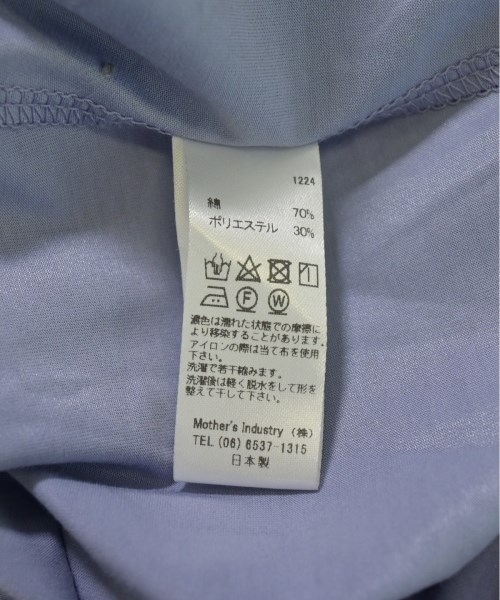 1224
綿 70%
ポリエステル 30%
F W
濃色は濡れた状態での摩擦に
より移染することがあります。
アイロンの際は当て布を使用
下さい。
洗濯で若干縮みます。
洗濯後は軽く脱水をして形を
整えて干して下さい。
Mother's Industry (株)
TEL (06) 6537-1315
日本製